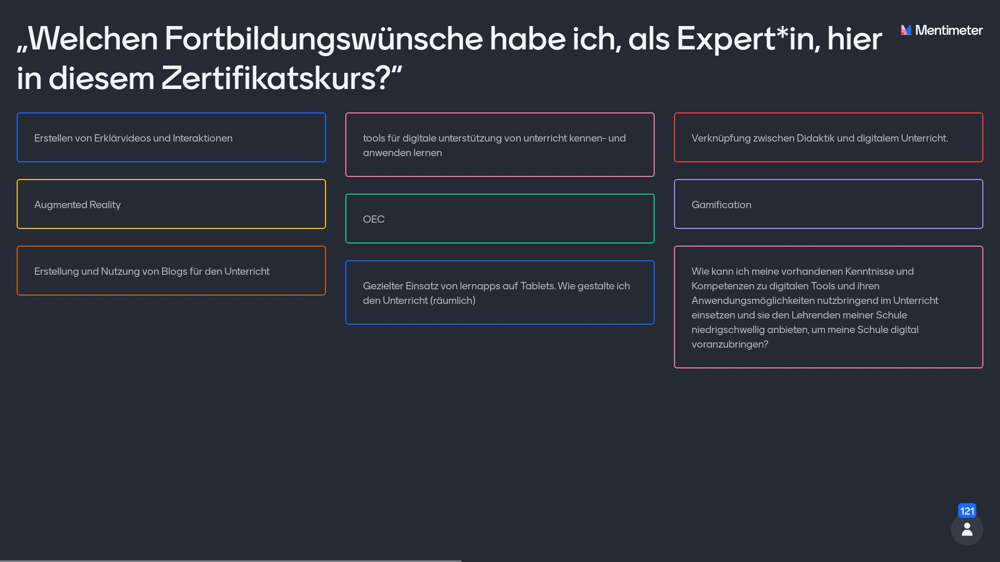 „Welchen Fortbildungswünsche habe ich, als Expert*in, hier
in diesem Zertifikatskurs?“
Mentimeter
Erstellen von Erklärvideos und Interaktionen
tools für digitale unterstützung von unterricht kennen- und
anwenden lernen
Verknüpfung zwischen Didaktik und digitalem Unterricht.
Augmented Reality
OEC
Gamification
Erstellung und Nutzung von Blogs für den Unterricht
Gezielter Einsatz von lernapps auf Tablets. Wie gestalte ich
den Unterricht (räumlich)
Wie kann ich meine vorhandenen Kenntnisse und
Kompetenzen zu digitalen Tools und ihren
Anwendungsmöglichkeiten nutzbringend im Unterricht
einsetzen und sie den Lehrenden meiner Schule
niedrigschwellig anbieten, um meine Schule digital
voranzubringen?
121